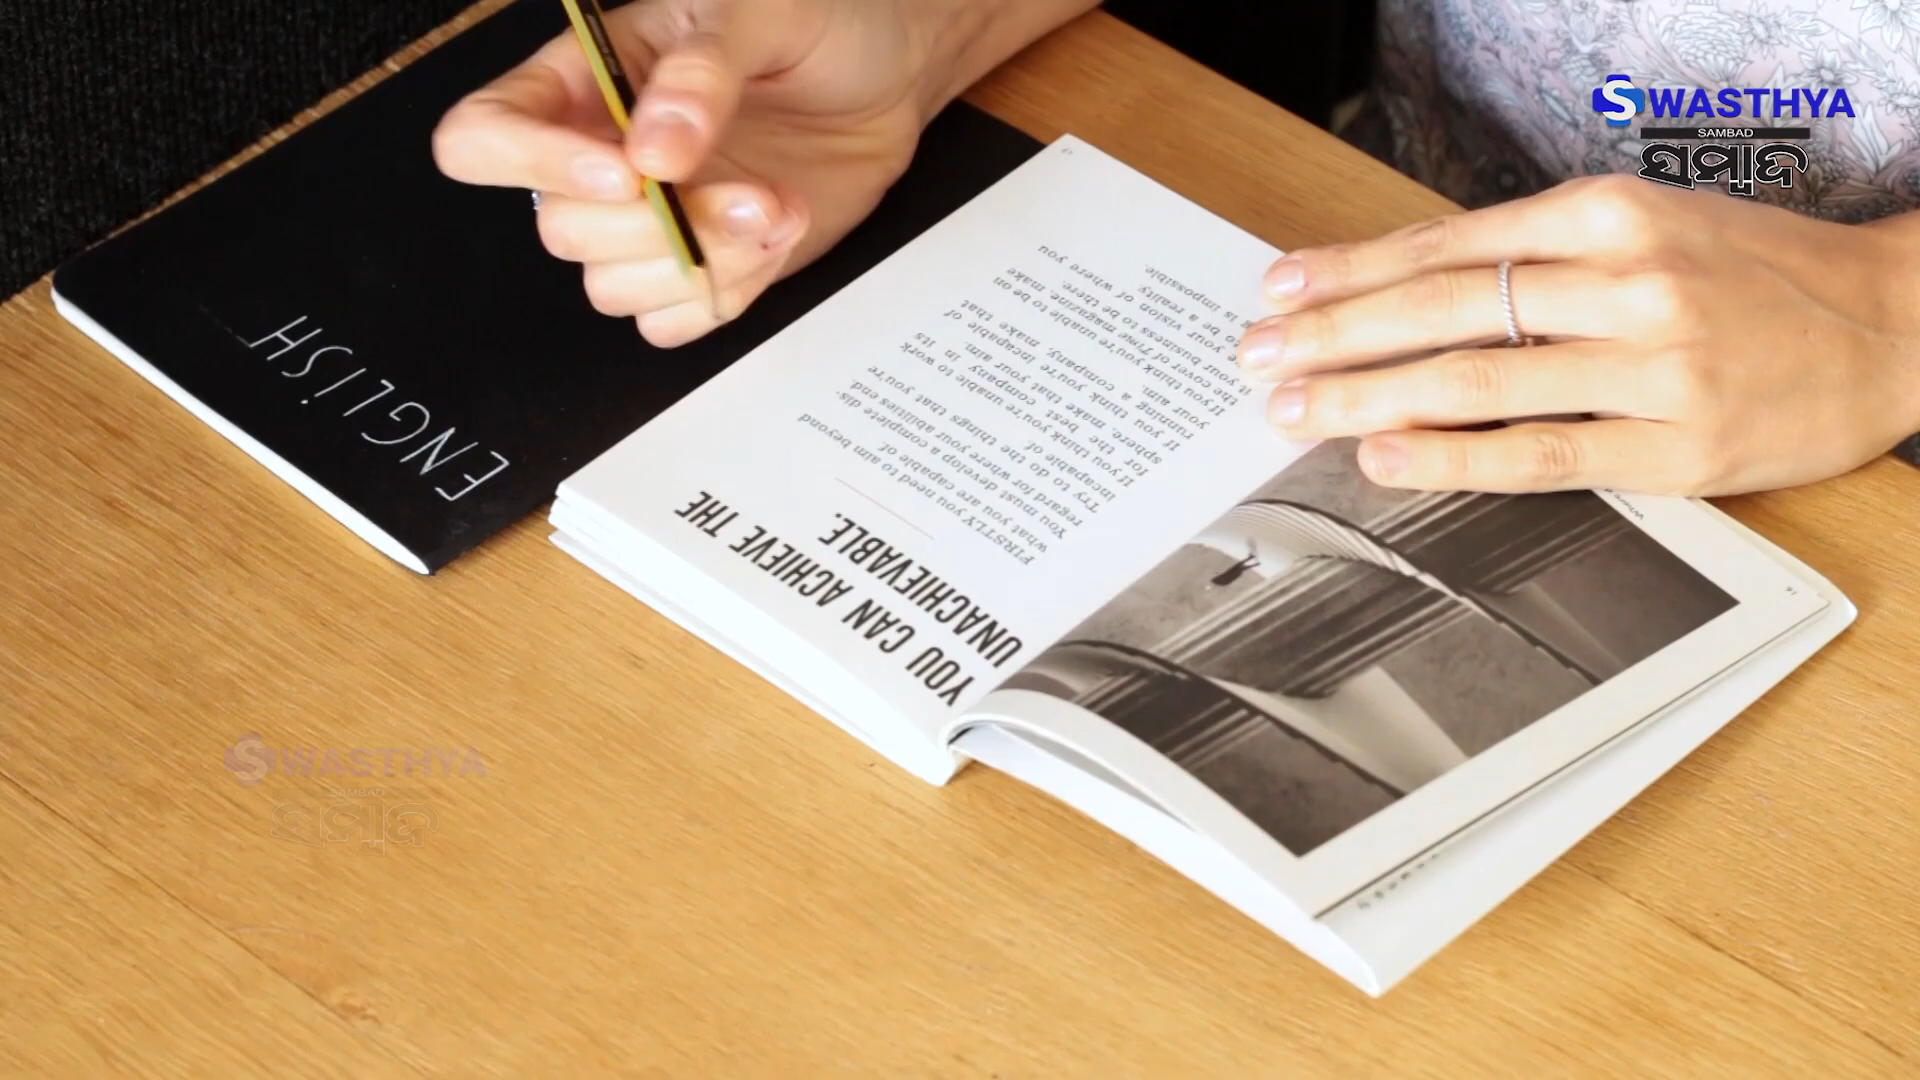 SWASTHYA
SAMBAD
ସମ୍ବାଦ
ENGLISH
YOU CAN ACHIEVE THE
UNACHIEVABLE.
FIRSTLY you need to aim beyond
what you are capable of.
You must develop a complete dis-
regard for where your abilities end.
Try to do the things that you're
incapable of.
If you think you're unable to work
for the best company in its
sphere, make that your aim.
If you think you're incapable of
running a company, make that
your aim.
If you think you're unable to be on
the cover of Time magazine, make
it your business to be there.
your vision of where you
to be a reality.
is impossible.
17
16
SWASTHYA
SAMBAD
ସମ୍ବାଦ